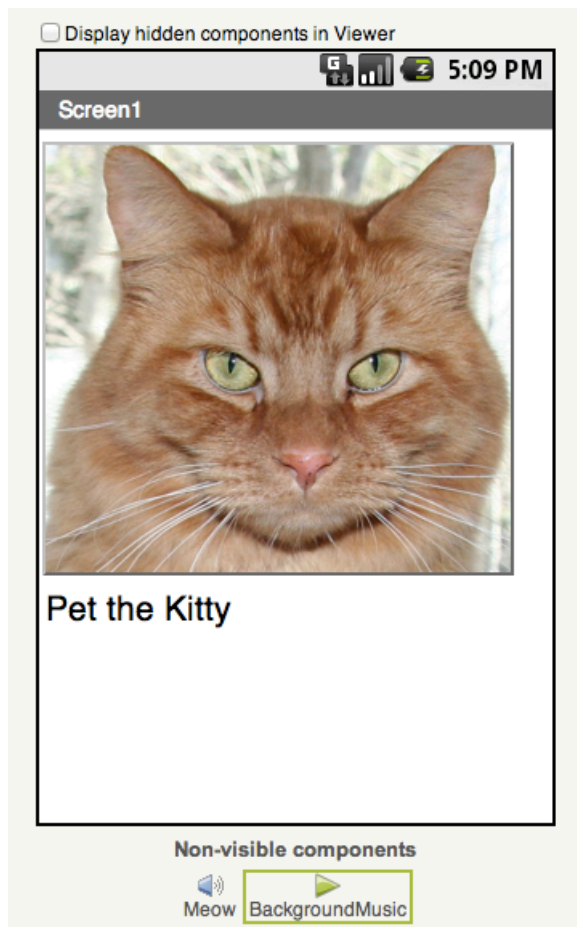 Display hidden components in Viewer
G 5:09 PM
Screen1
Pet the Kitty
Non-visible components
Meow BackgroundMusic